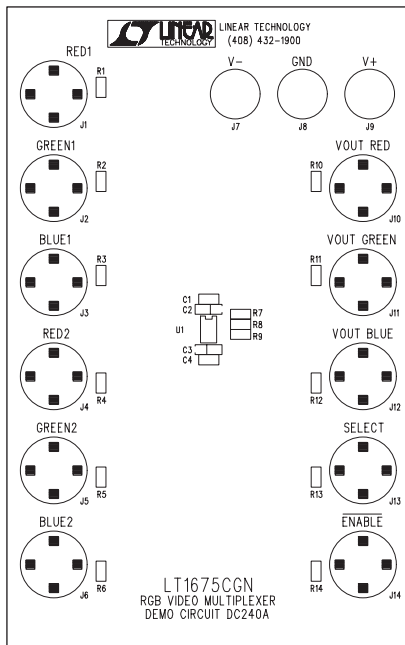 LINEAR TECHNOLOGY LINEAR TECHNOLOGY
(408) 432-1900
RED1 V- GND V+
R1
J1 J7 J8 J9
GREEN1 VOUT RED
R2 R10
J2 J10
BLUE1 VOUT GREEN
R3 R11
J3 J11
C1
C2 R7
U1 R8
R9
RED2 VOUT BLUE
C3
C4
R4 R12
J4 J12
GREEN2 SELECT
R5 R13
J5 J13
BLUE2 ENABLE
R6 R14
J6 J14
LT1675CGN
RGB VIDEO MULTIPLEXER
DEMO CIRCUIT DC240A